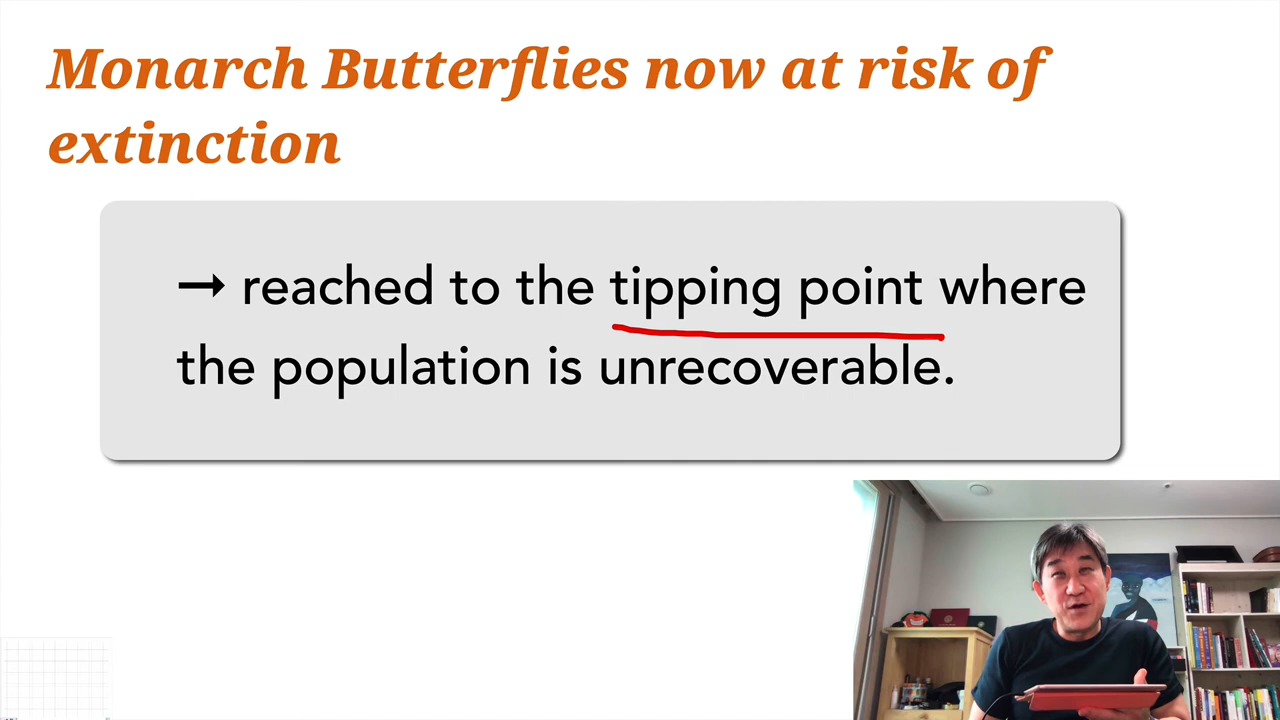 Monarch Butterflies now at risk of
extinction
→ reached to the tipping point where
the population is unrecoverable.